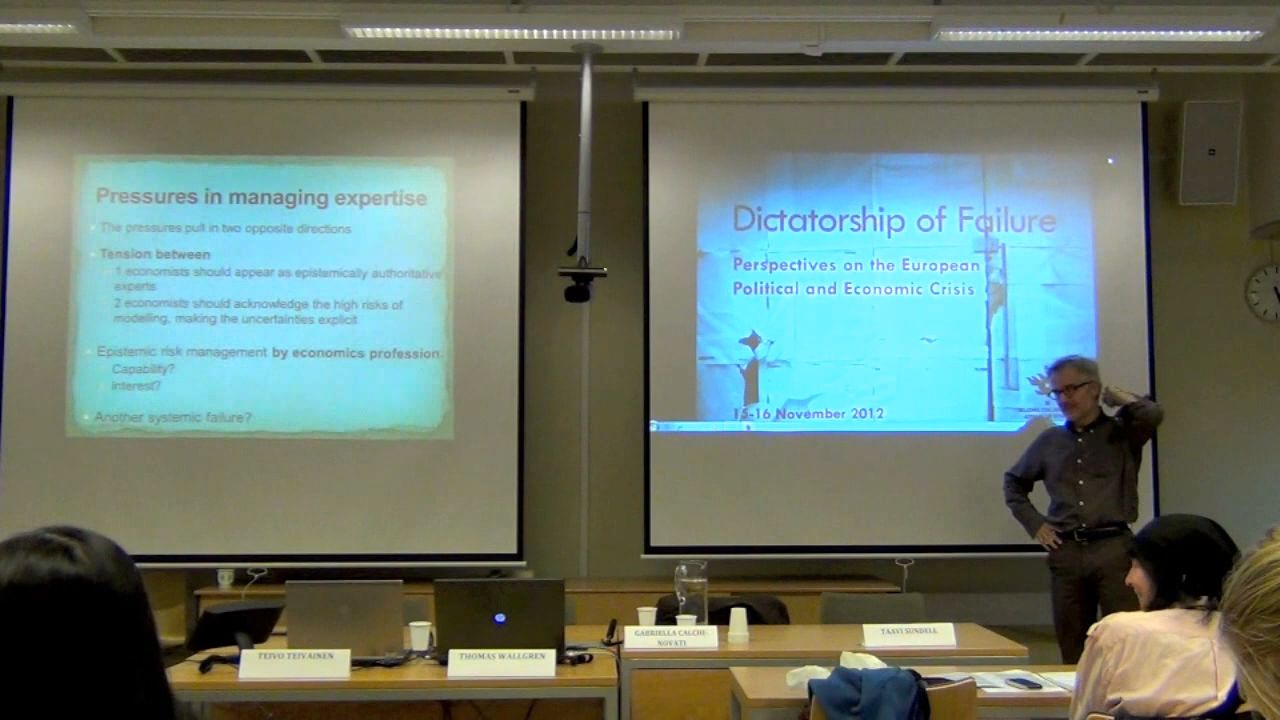 Pressures in managing expertise
The pressures pull in two opposite directions
Tension between
1 economists should appear as epistemically authoritative
experts
2 economists should acknowledge the high risks of
modelling, making the uncertainties explicit
Epistemic risk management by economics profession
Capability?
Interest?
Another systemic failure?
Dictatorship of Failure
Perspectives on the European
Political and Economic Crisis
15-16 November 2012
TEIVO TEIVAINEN
THOMAS WALLGREN
GABRIELLA CALCHI-
NOVATI
TAAVI SUNDELL